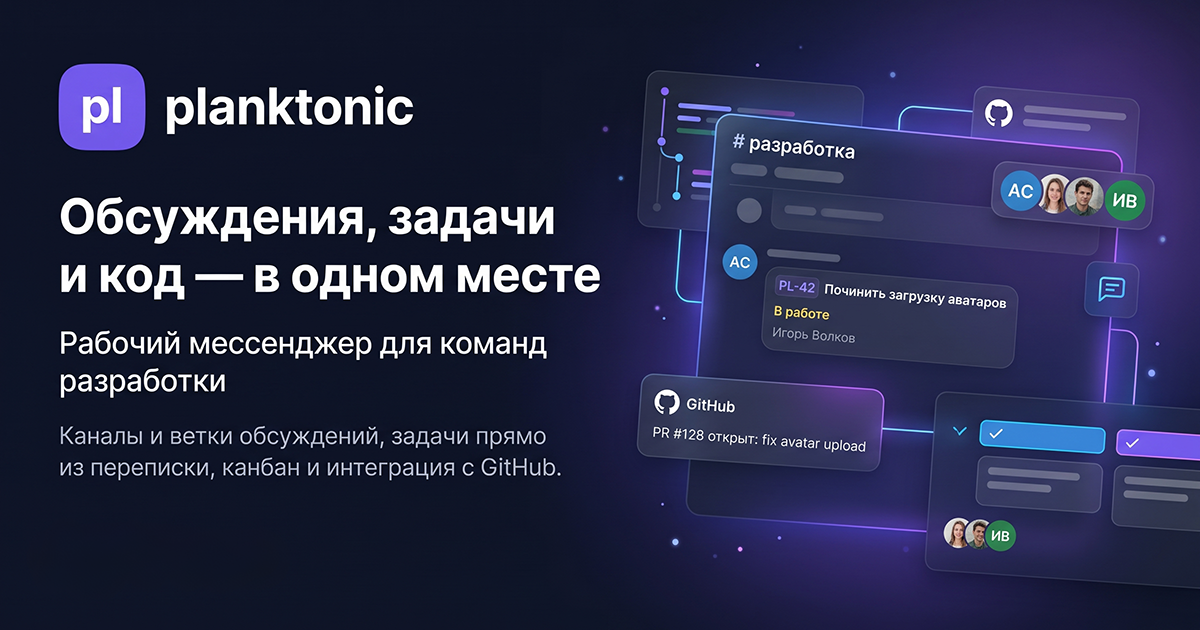 pl planktonic
Обсуждения, задачи
и код — в одном месте
Рабочий мессенджер для команд
разработки
Каналы и ветки обсуждений, задачи прямо
из переписки, канбан и интеграция с GitHub.
# разработка
АС
ИВ
АС
PL-42 Починить загрузку аватаров
В работе
Игорь Волков
GitHub
PR #128 открыт: fix avatar upload
ИВ